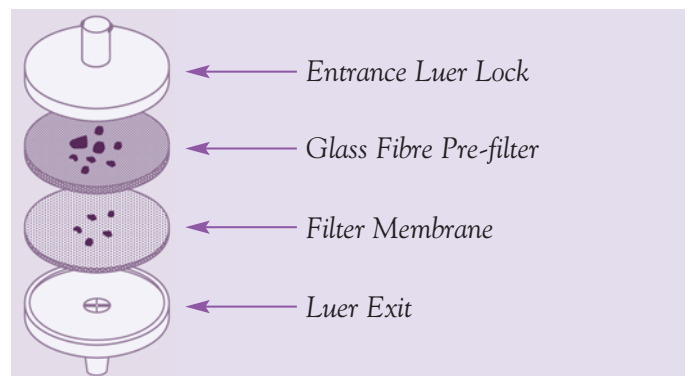 Entrance Luer Lock
Glass Fibre Pre-filter
Filter Membrane
Luer Exit